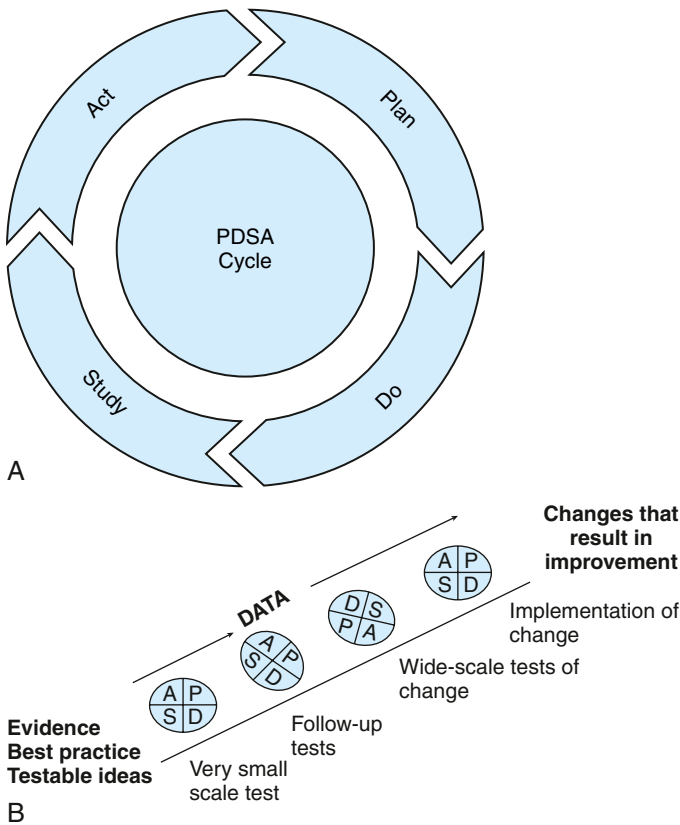 Act
Plan
PDSA
Cycle
Study
Do
A
Changes that
result in
improvement
DATA
A P
S D
D S
P A
A P
S D
A P
S D
Implementation of
change
Wide-scale tests of
change
Follow-up
tests
Very small
scale test
Evidence
Best practice
Testable ideas
B